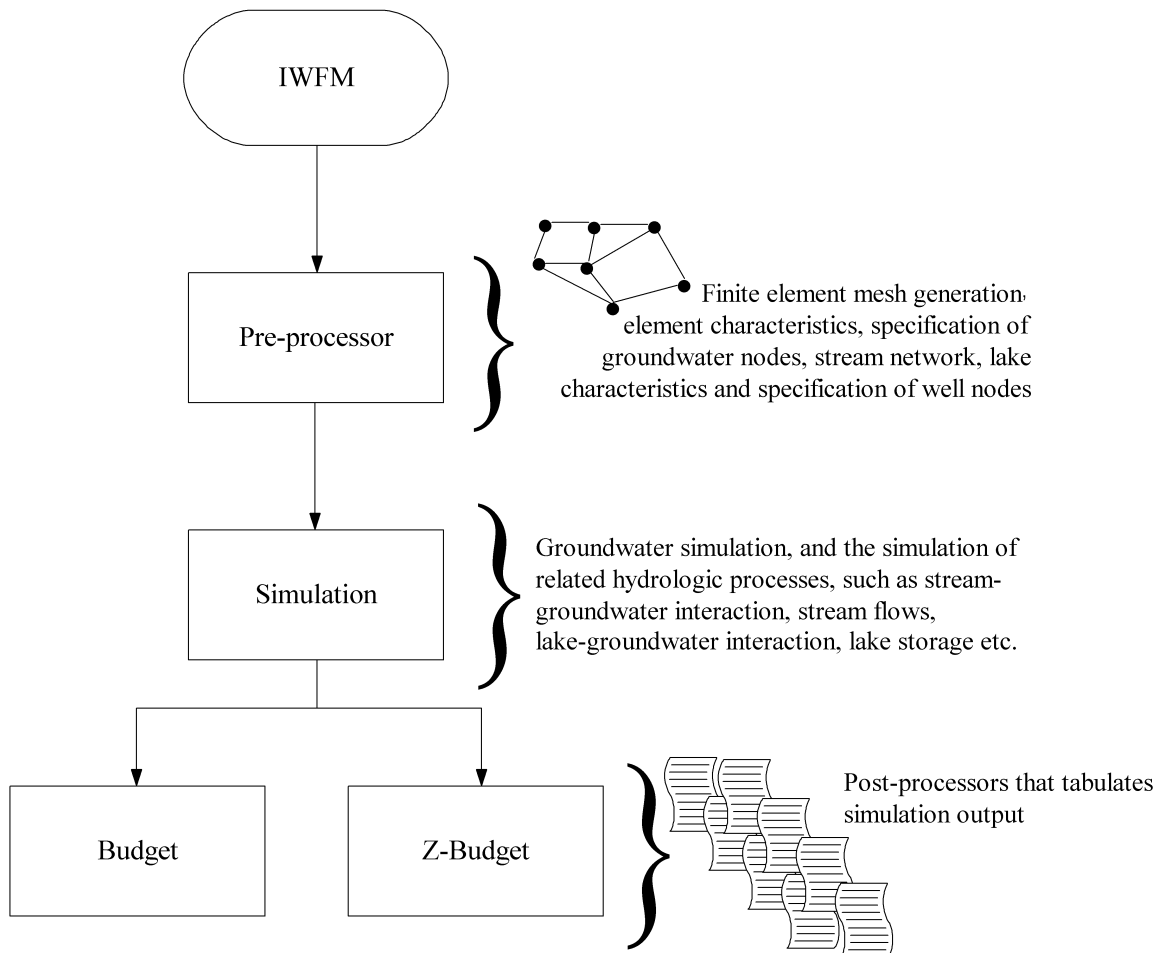 IWFM
Pre-processor
Finite element mesh generation,
element characteristics, specification of
groundwater nodes, stream network, lake
characteristics and specification of well nodes
Simulation
Groundwater simulation, and the simulation of
related hydrologic processes, such as stream-
groundwater interaction, stream flows,
lake-groundwater interaction, lake storage etc.
Budget
Z-Budget
Post-processors that tabulates
simulation output